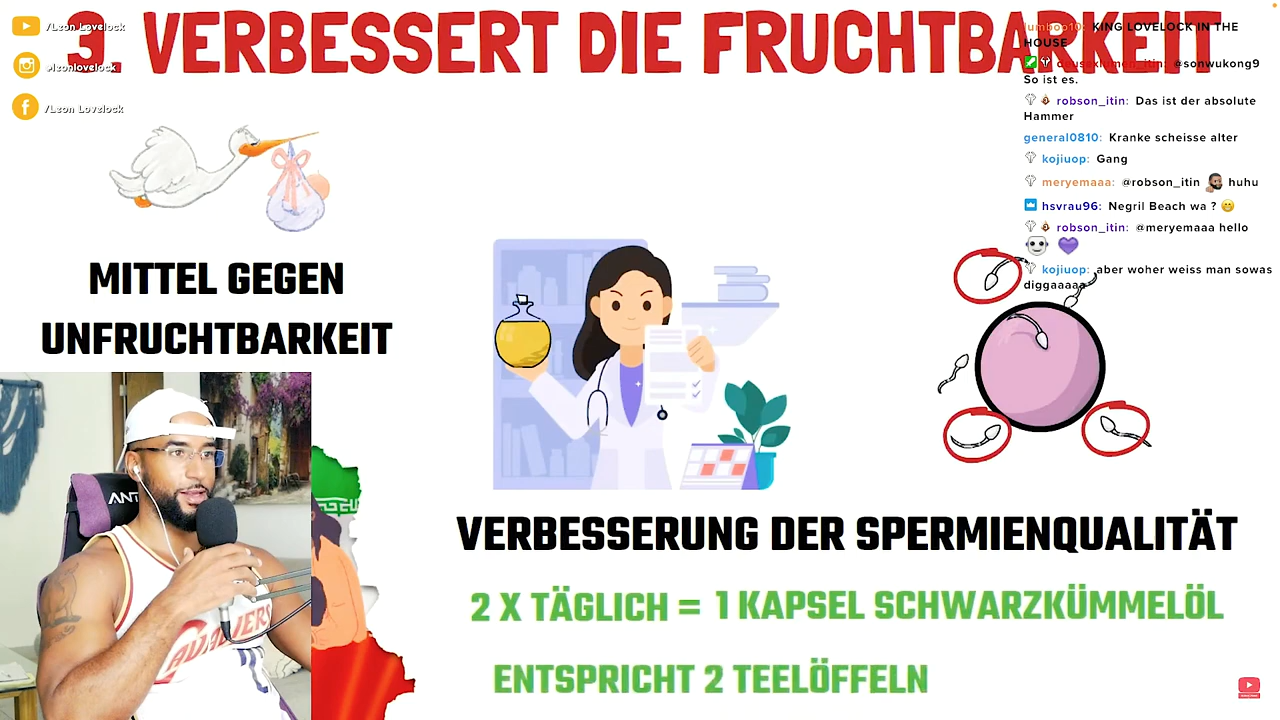 3 VERBESSERT DIE FRUCHTBARKEIT
/Leon Lovelock
/Leon Lovelock
MITTEL GEGEN
UNFRUCHTBARKEIT
ANT
CAVALIERS
VERBESSERUNG DER SPERMIENQUALITÄT
2 X TÄGLICH = 1 KAPSEL SCHWARZKÜMMELÖL
ENTSPRICHT 2 TEELÖFFELN
KING LOVELOCK IN THE
HOUSE
@sonwukong9
So ist es.
robson_itin: Das ist der absolute
Hammer
general0810: Kranke scheisse alter
kojiuop: Gang
meryemaaa: @robson_itin huhu
hsvrau96: Negril Beach wa ?
robson_itin: @meryemaaa hello
kojiuop: aber woher weiss man sowas
diggaaaaa